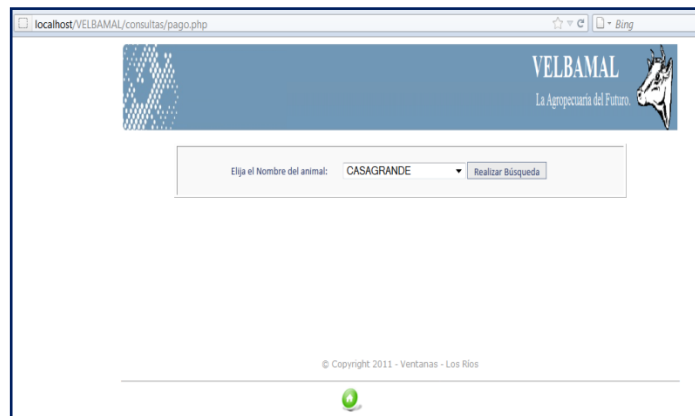 localhost/VELBAMAL/consultas/pago.php
Bing
VELBAMAL
La Agropecuaria del Futuro.
Elija el Nombre del animal: CASAGRANDE Realizar Búsqueda
© Copyright 2011 - Ventanas - Los Ríos